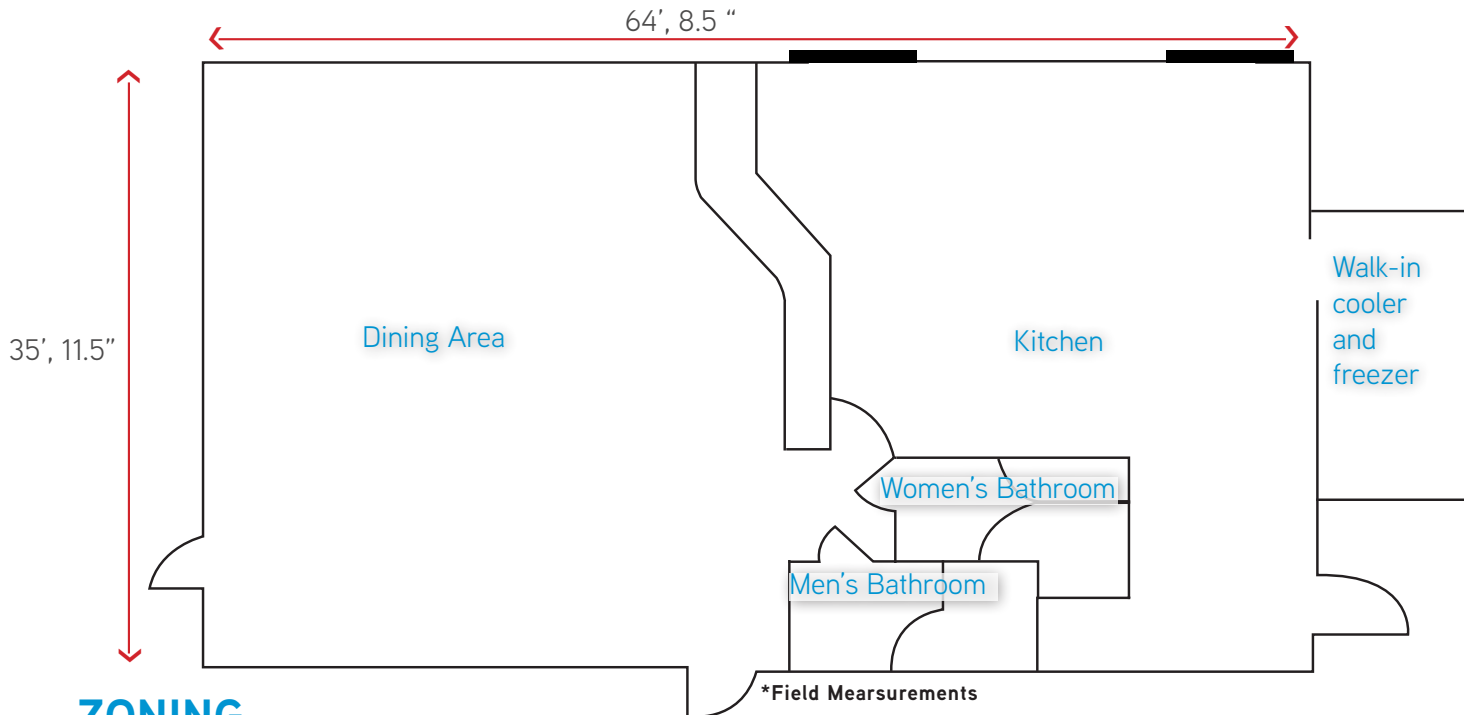 64’, 8.5 “
35’, 11.5”
Dining Area
Kitchen
Walk-in
cooler
and
freezer
Women’s Bathroom
Men’s Bathroom
*Field Mearsurements
ZONING